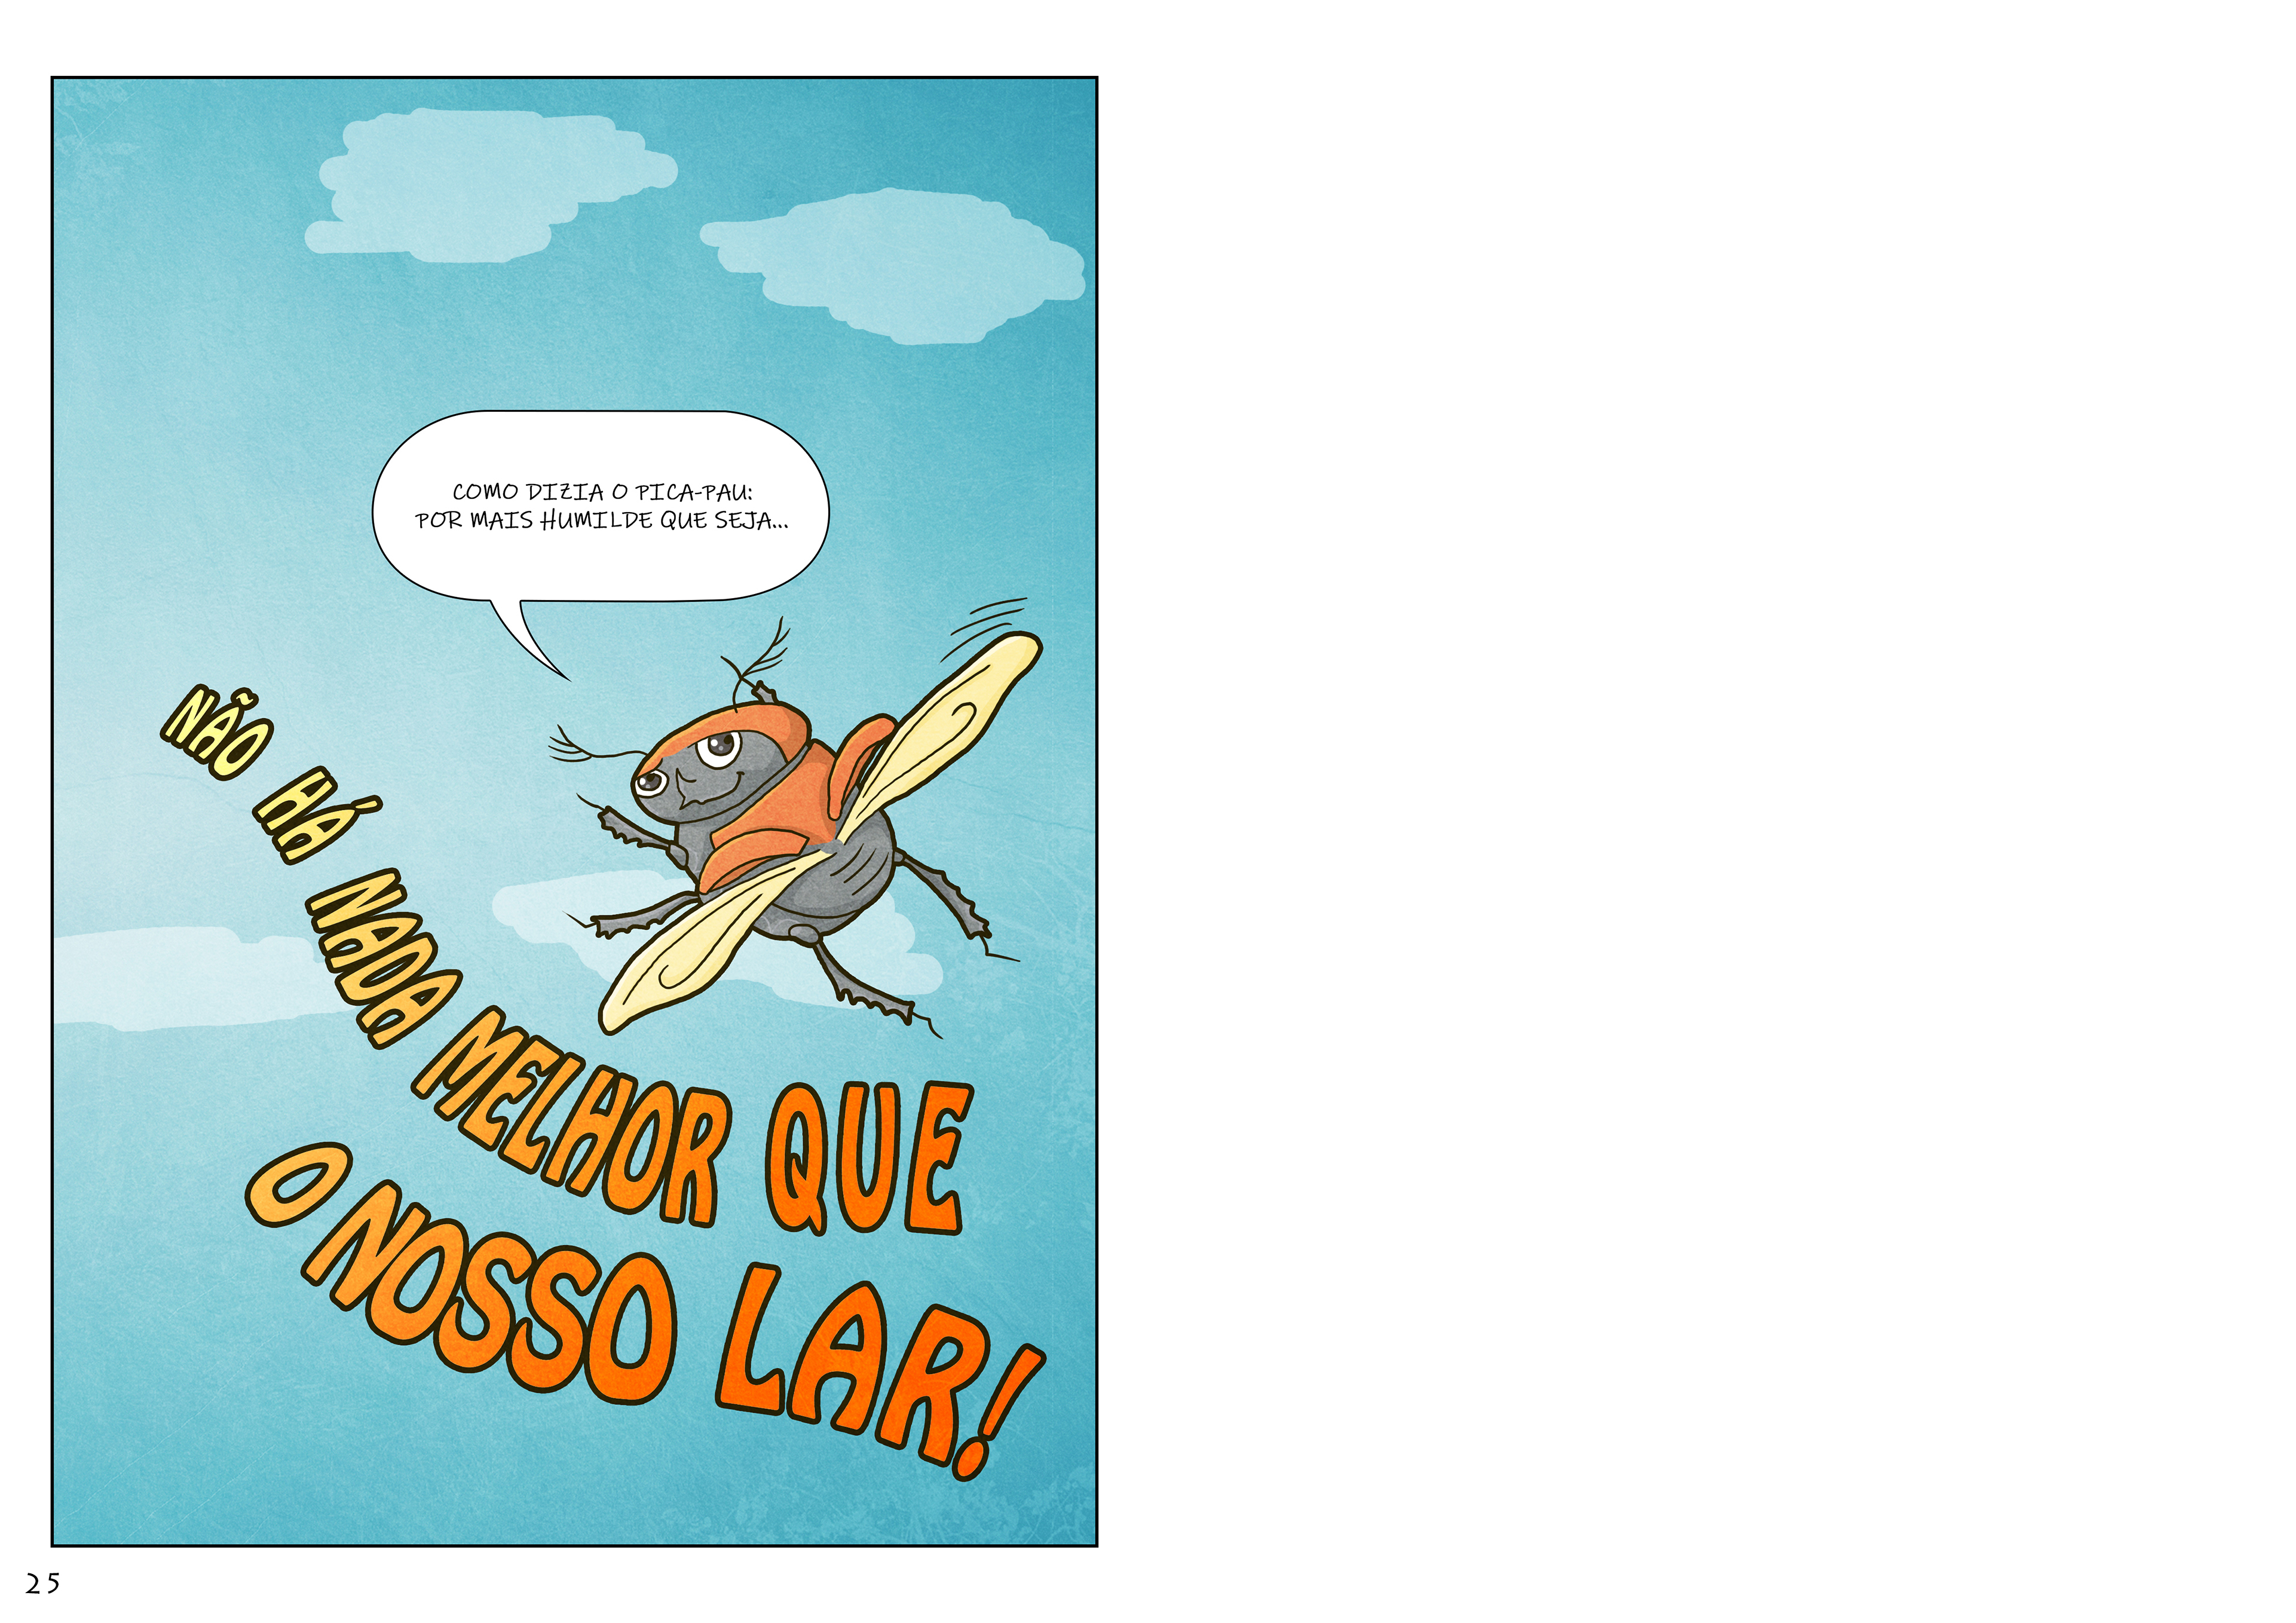 COMO DIZIA O PICA-PAU:
POR MAIS HUMILDE QUE SEJA...
NÃO HÁ NADA MELHOR QUE
O NOSSO LAR!
25